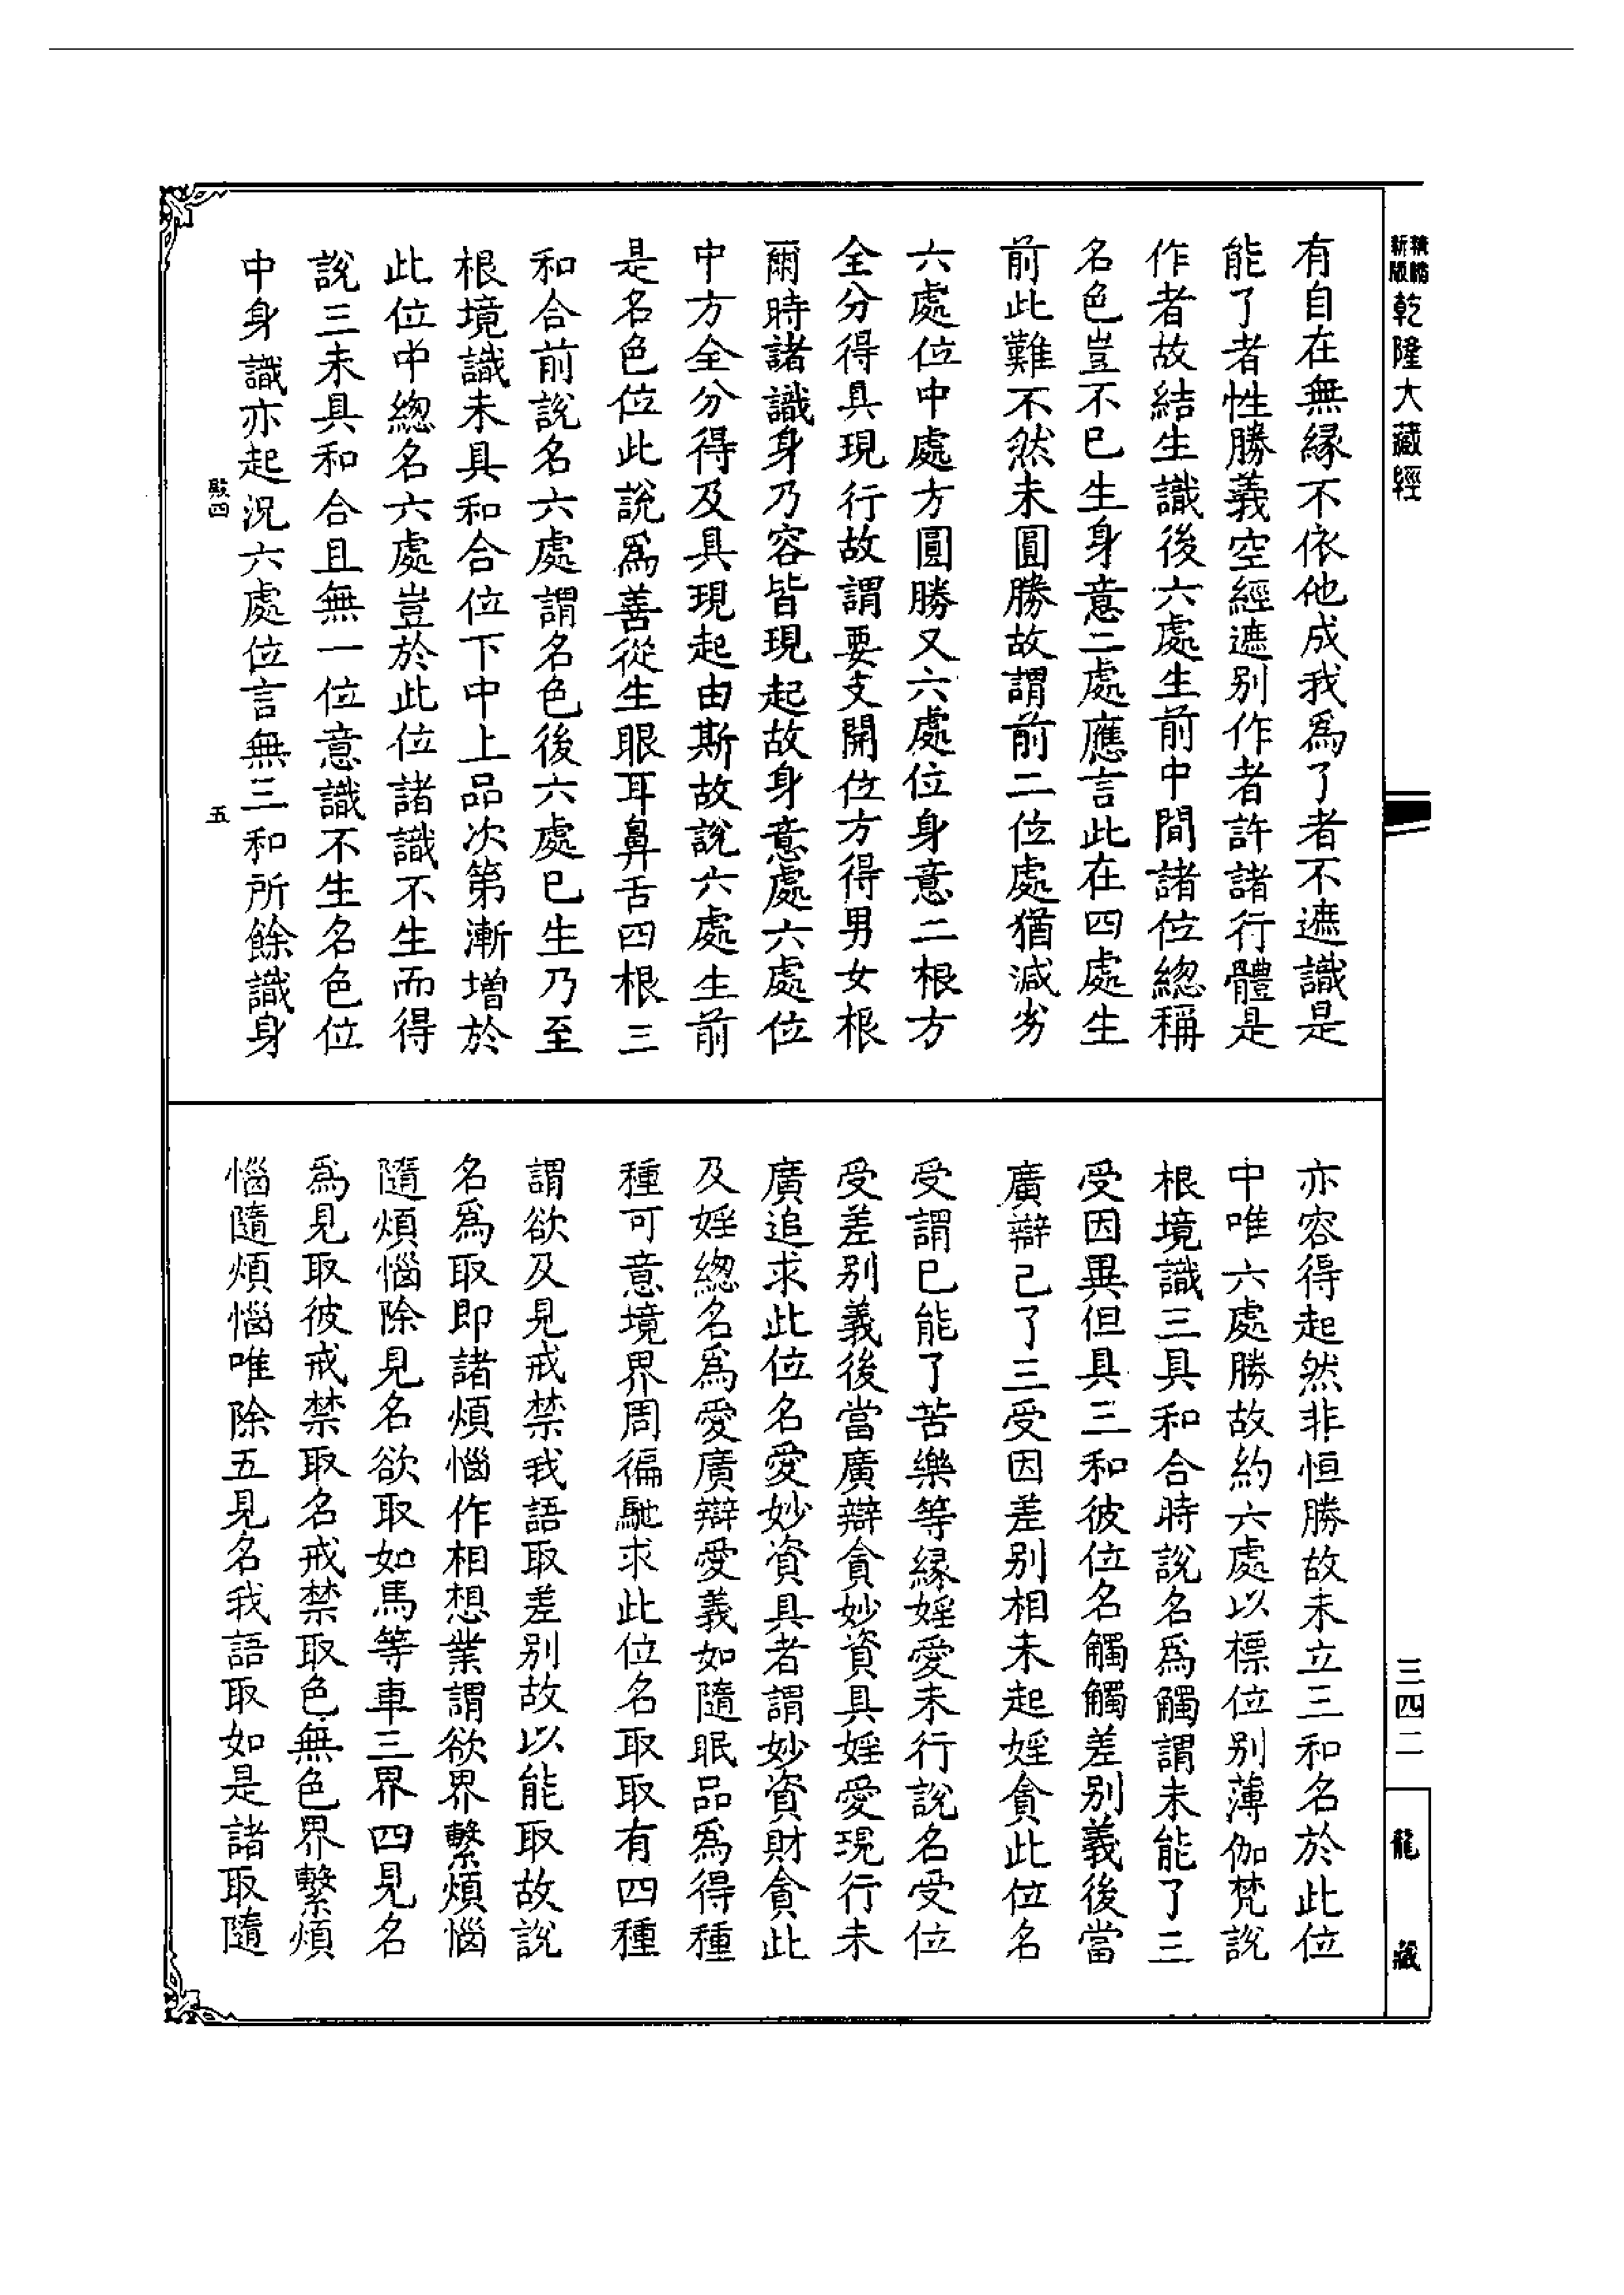 精縮
新版
乾隆大藏經
有自在無緣不依他成我爲了者不遮識是
能了者性勝義空經遮別作者許諸行體是
作者故結生識後六處生前中間諸位總稱
名色豈不已生身意二處應言此在四處生
前此難不然未圓勝故謂前二位處猶減劣
六處位中處方圓勝又六處位身意二根方
全分得具現行故謂要支開位方得男女根
爾時諸識身乃容皆現起故身意處六處位
中方全分得及具現起由斯故說六處生前
是名色位此說爲善從生眼耳鼻舌四根三
和合前說名六處謂名色後六處已生乃至
根境識未具和合位下中上品次第漸增於
此位中總名六處豈於此位諸識不生而得
說三未具和合且無一位意識不生名色位
中身識亦起況六處位言無三和所餘識身
四
五
亦容得起然非恒勝故未立三和名於此位
中唯六處勝故約六處以標位別薄伽梵說
根境識三具和合時說名爲觸謂未能了三
受因異但具三和彼位名觸觸差別義後當
廣辯已了三受因差別相未起婬貪此位名
受謂已能了苦樂等緣婬愛未行說名受位
受差別義後當廣辯貪妙資具婬愛現行未
廣追求此位名愛妙資具者謂妙資財貪此
及婬總名爲愛廣辯愛義如隨眠品爲得種
種可意境界周徧馳求此位名取取有四種
謂欲及見戒禁我語取差別故以能取故說
名爲取即諸煩惱作相想業謂欲界繫煩惱
隨煩惱除見名欲取如馬等車三界四見名
爲見取彼戒禁取名戒禁取色無色界繫煩
惱隨煩惱唯除五見名我語取如是諸取隨
三四二
龍藏